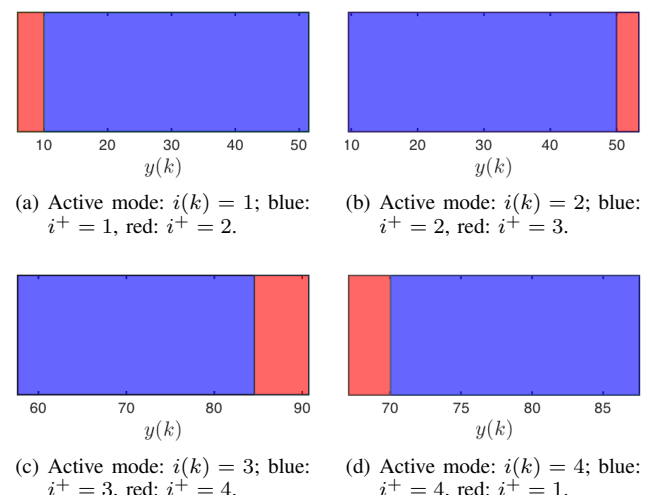 10 20 30 40 50
y(k)
(a) Active mode: i(k) = 1; blue:
i⁺ = 1, red: i⁺ = 2.
10 20 30 40 50
y(k)
(b) Active mode: i(k) = 2; blue:
i⁺ = 2, red: i⁺ = 3.
60 70 80 90
y(k)
(c) Active mode: i(k) = 3; blue:
i⁺ = 3, red: i⁺ = 4.
70 75 80 85
y(k)
(d) Active mode: i(k) = 4; blue:
i⁺ = 4, red: i⁺ = 1.